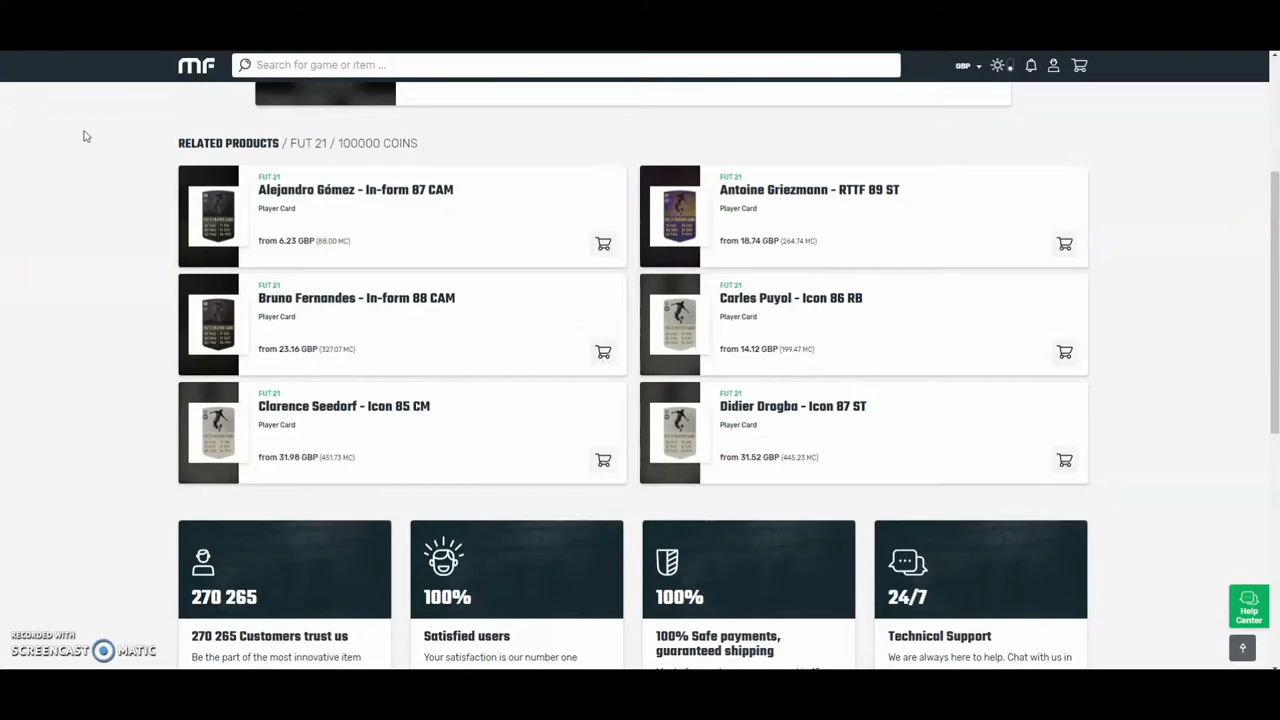 MF
Search for game or item ...
GBP
RELATED PRODUCTS / FUT 21 / 100000 COINS
FUT 21
Alejandro Gómez - In-form 87 CAM
Player Card
from 6.23 GBP (88.00 MC)
FUT 21
Antoine Griezmann - RTTF 89 ST
Player Card
from 18.74 GBP (264.74 MC)
FUT 21
Bruno Fernandes - In-form 88 CAM
Player Card
from 23.16 GBP (327.07 MC)
FUT 21
Carles Puyol - Icon 86 RB
Player Card
from 14.12 GBP (199.47 MC)
FUT 21
Clarence Seedorf - Icon 85 CM
Player Card
from 31.98 GBP (451.73 MC)
FUT 21
Didier Drogba - Icon 87 ST
Player Card
from 31.52 GBP (445.23 MC)
270 265
270 265 Customers trust us
Be the part of the most innovative item
100%
Satisfied users
Your satisfaction is our number one
100%
100% Safe payments,
guaranteed shipping
24/7
Technical Support
We are always here to help. Chat with us in
Help
Center
RECORDED WITH
SCREENCAST MATIC